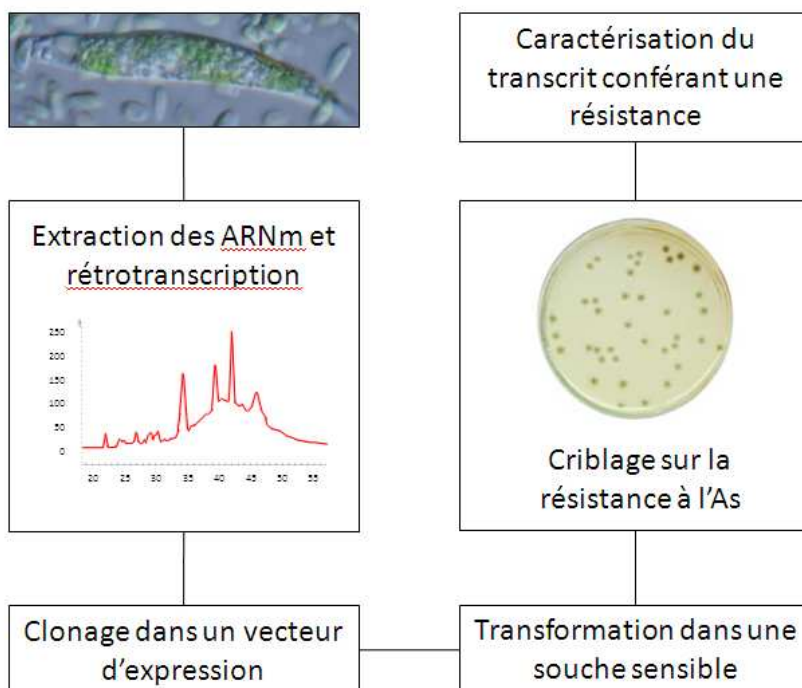 Extraction des ARNm et
rétrotranscription
250
200
150
100
50
0
20 25 30 35 40 45 50 55
Clonage dans un vecteur
d'expression
Transformation dans une
souche sensible
Criblage sur la
résistance à l'As
Caractérisation du
transcrit conférant une
résistance